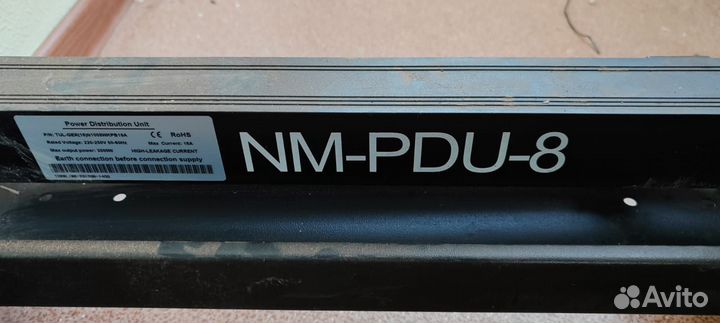 Power Distribution Unit
CE RoHS
Rated Voltage: 220-250V 50-60Hz Max Current: 16A
Max output power: HIGH-LEAKAGE CURRENT
Earth connection before connection supply
NM-PDU-8
Avito